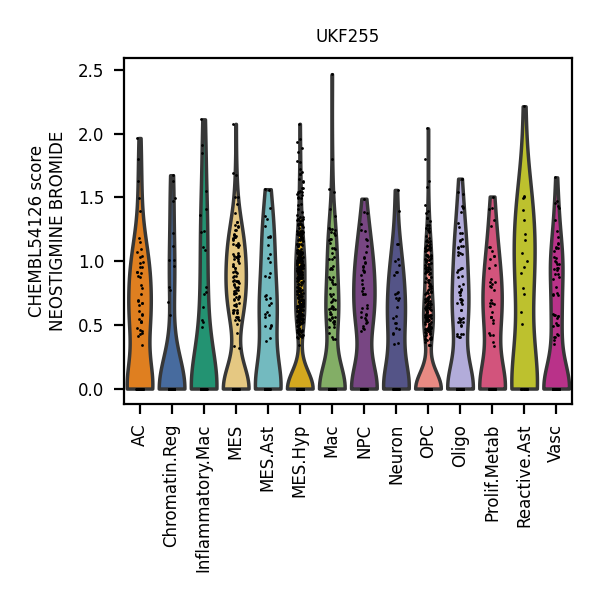 UKF255
CHEMBL54126 score
NEOSTIGMINE BROMIDE
2.5
2.0
1.5
1.0
0.5
0.0
AC
Chromatin.Reg
Inflammatory.Mac
MES
MES.Ast
MES.Hyp
Mac
NPC
Neuron
OPC
Oligo
Prolif.Metab
Reactive.Ast
Vasc